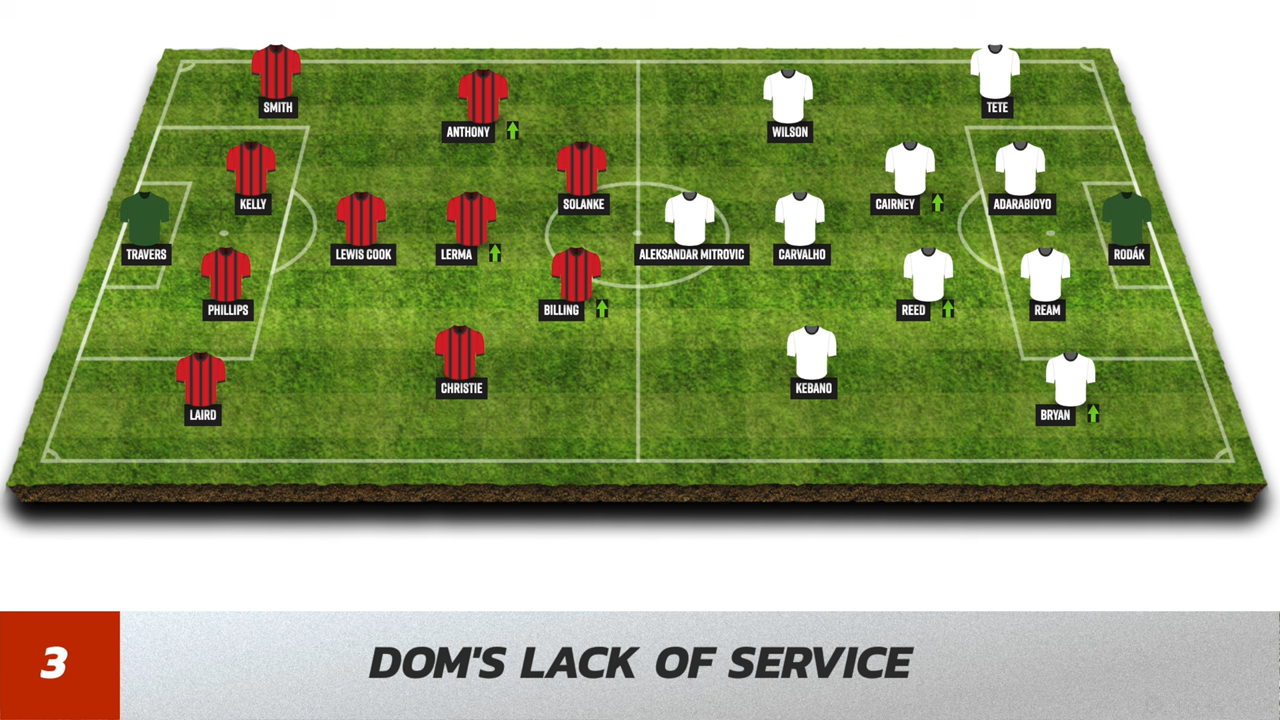 SMITH
TETE
ANTHONY
WILSON
KELLY
SOLANKE
CAIRNEY
ADARABIOYO
TRAVERS
LEWIS COOK
LERMA
ALEKSANDAR MITROVIC
CARVALHO
RODÁK
PHILLIPS
BILLING
REED
REAM
CHRISTIE
KEBANO
LAIRD
BRYAN
3
DOM'S LACK OF SERVICE